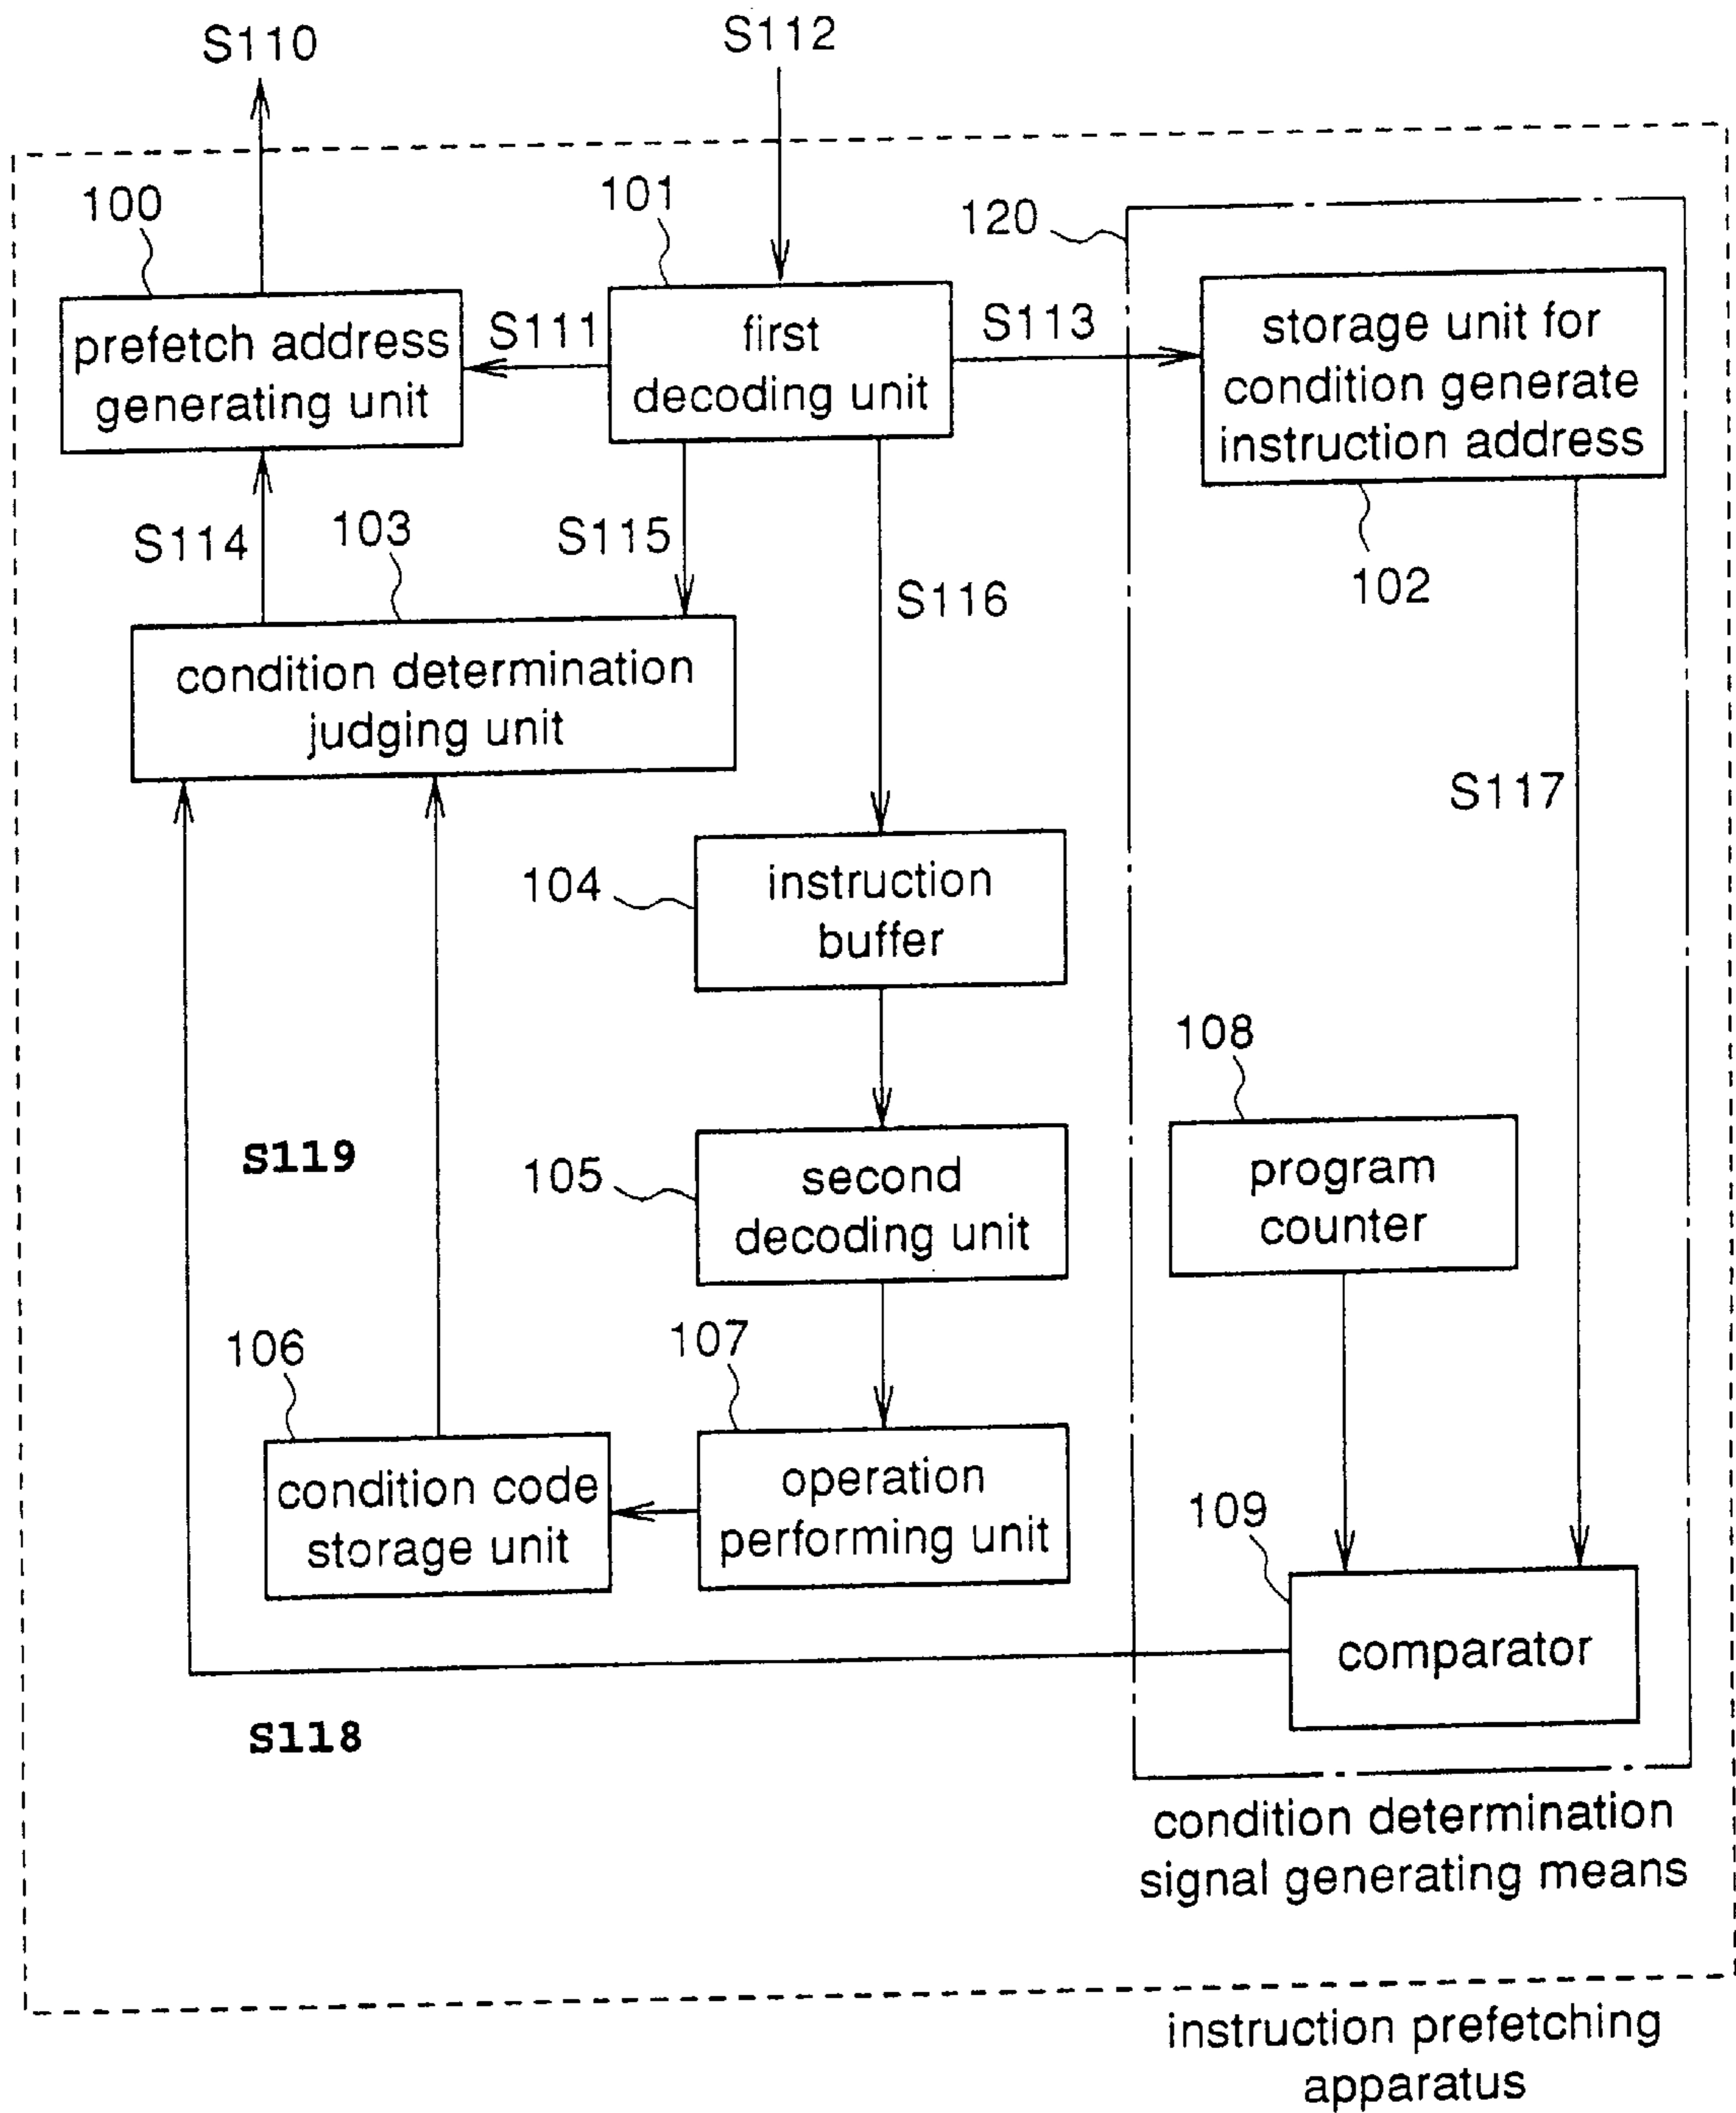 S110
S112
100
101
120
prefetch address
generating unit
S111
first
decoding unit
S113
storage unit for
condition generate
instruction address
S114
103
S115
S116
102
condition determination
judging unit
S117
104
instruction
buffer
108
S119
105
second
decoding unit
program
counter
106
107
condition code
storage unit
operation
performing unit
109
comparator
S118
condition determination
signal generating means
instruction prefetching
apparatus